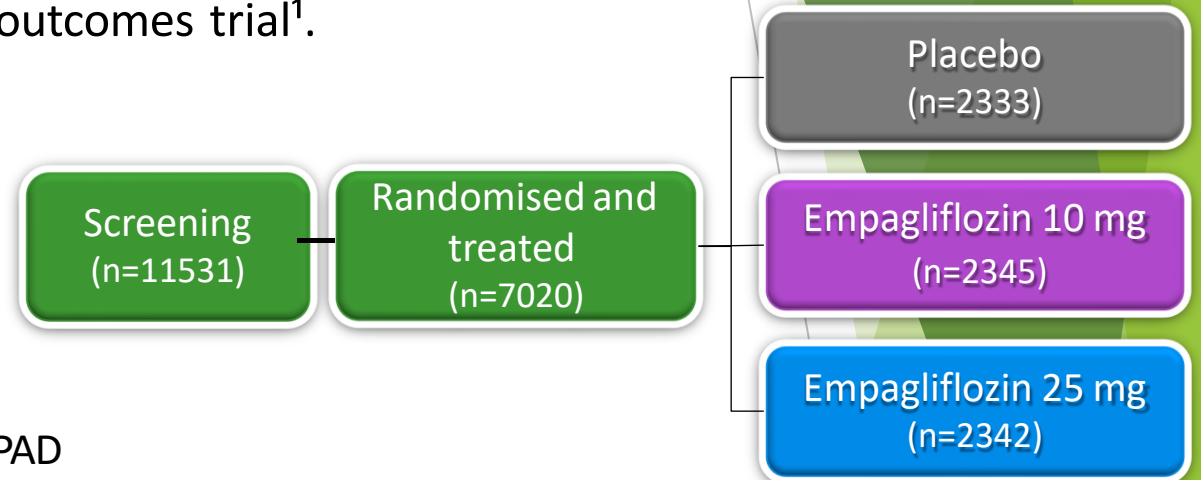 outcomes trial¹.
Screening
(n=11531)
Randomised and
treated
(n=7020)
Placebo
(n=2333)
Empagliflozin 10 mg
(n=2345)
Empagliflozin 25 mg
(n=2342)
PAD